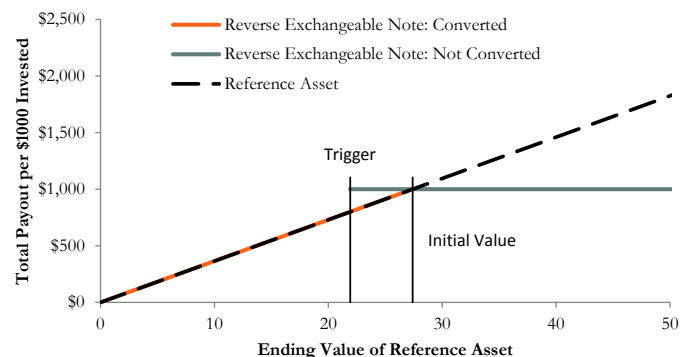 $2,500
$2,000
$1,500
$1,000
$500
$0
Total Payout per $1000 Invested
Reverse Exchangeable Note: Converted
Reverse Exchangeable Note: Not Converted
Reference Asset
Trigger
Initial Value
0 10 20 30 40 50
Ending Value of Reference Asset